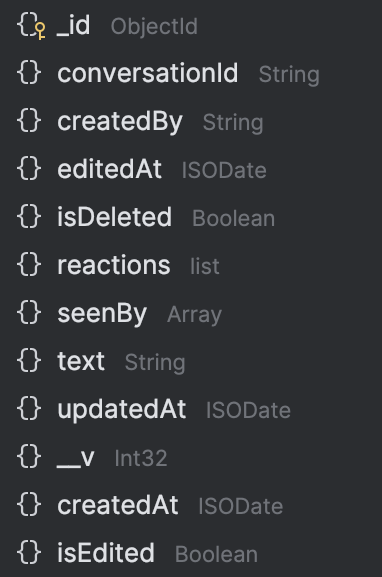 {} _id ObjectId
{} conversationId String
{} createdBy String
{} editedAt ISODate
{} isDeleted Boolean
{} reactions list
{} seenBy Array
{} text String
{} updatedAt ISODate
{} __v Int32
{} createdAt ISODate
{} isEdited Boolean